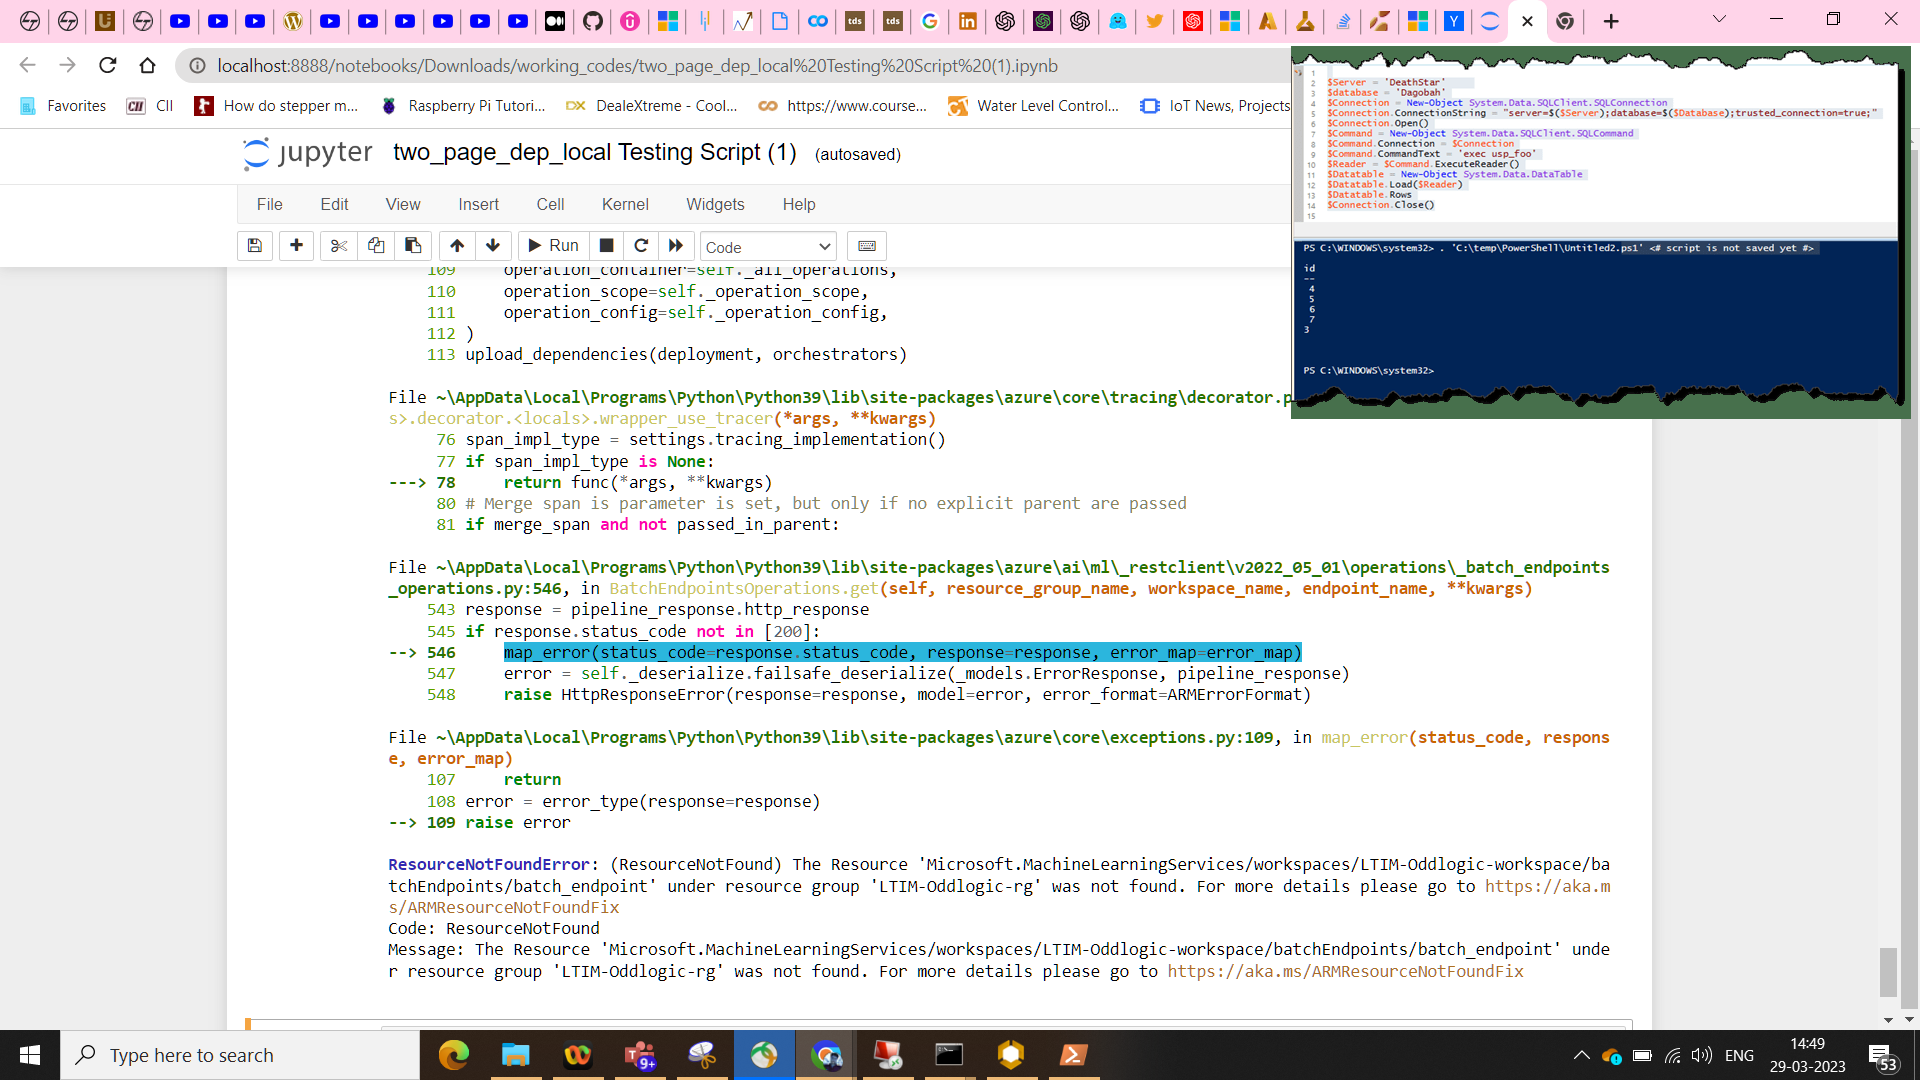 localhost:8888/notebooks/Downloads/working_codes/two_page_dep_local%20Testing%20Script%20(1).ipynb
Favorites
CII
How do stepper m...
Raspberry Pi Tutori...
DX DealeXtreme - Cool...
https://www.course...
Water Level Control...
IoT News, Projects
jupyter two_page_dep_local Testing Script (1) (autosaved)
File Edit View Insert Cell Kernel Widgets Help
Run Code
109 operation_container=self._all_operations,
110 operation_scope=self._operation_scope,
111 operation_config=self._operation_config,
112 )
113 upload_dependencies(deployment, orchestrators)
File ~\AppData\Local\Programs\Python\Python39\lib\site-packages\azure\core\tracing\decorator.p
s>.decorator.<locals>.wrapper_use_tracer(*args, **kwargs)
76 span_impl_type = settings.tracing_implementation()
77 if span_impl_type is None:
---> 78 return func(*args, **kwargs)
80 # Merge span is parameter is set, but only if no explicit parent are passed
81 if merge_span and not passed_in_parent:
File ~\AppData\Local\Programs\Python\Python39\lib\site-packages\azure\ai\ml\_restclient\v2022_05_01\operations\_batch_endpoints
_operations.py:546, in BatchEndpointsOperations.get(self, resource_group_name, workspace_name, endpoint_name, **kwargs)
543 response = pipeline_response.http_response
545 if response.status_code not in [200]:
--> 546 map_error(status_code=response.status_code, response=response, error_map=error_map)
547 error = self._deserialize.failsafe_deserialize(_models.ErrorResponse, pipeline_response)
548 raise HttpResponseError(response=response, model=error, error_format=ARMErrorFormat)
File ~\AppData\Local\Programs\Python\Python39\lib\site-packages\azure\core\exceptions.py:109, in map_error(status_code, respons
e, error_map)
107 return
108 error = error_type(response=response)
--> 109 raise error
ResourceNotFoundError: (ResourceNotFound) The Resource 'Microsoft.MachineLearningServices/workspaces/LTIM-Oddlogic-workspace/ba
tchEndpoints/batch_endpoint' under resource group 'LTIM-Oddlogic-rg' was not found. For more details please go to https://aka.m
s/ARMResourceNotFoundFix
Code: ResourceNotFound
Message: The Resource 'Microsoft.MachineLearningServices/workspaces/LTIM-Oddlogic-workspace/batchEndpoints/batch_endpoint' unde
r resource group 'LTIM-Oddlogic-rg' was not found. For more details please go to https://aka.ms/ARMResourceNotFoundFix
1
2 $Server = 'DeathStar'
3 $database = 'Dagobah'
4 $Connection = New-Object System.Data.SQLClient.SQLConnection
5 $Connection.ConnectionString = "server=$($Server);database=$($Database);trusted_connection=true;"
6 $Connection.Open()
7 $Command = New-Object System.Data.SQLClient.SQLCommand
8 $Command.Connection = $Connection
9 $Command.CommandText = 'exec usp_foo'
10 $Reader = $Command.ExecuteReader()
11 $Datatable = New-Object System.Data.DataTable
12 $Datatable.Load($Reader)
13 $Datatable.Rows
14 $Connection.Close()
15
PS C:\WINDOWS\system32> . 'C:\temp\PowerShell\Untitled2.ps1' <# script is not saved yet #>
id
--
4
5
6
7
3
PS C:\WINDOWS\system32>
Type here to search
9+
ENG
14:49
29-03-2023
53